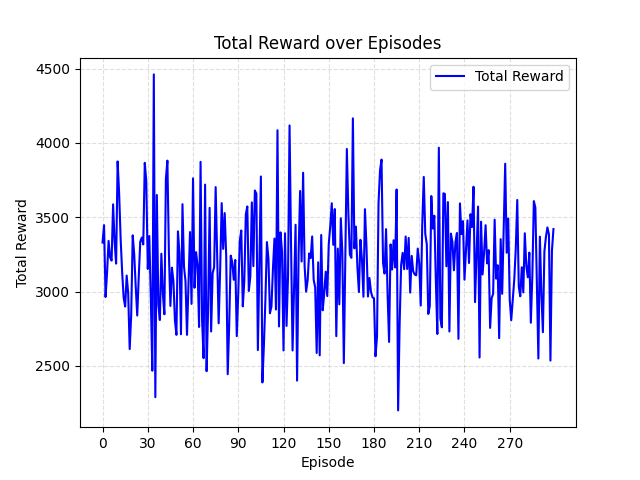 Total Reward over Episodes
Total Reward
4500
4000
3500
3000
2500
Total Reward
0 30 60 90 120 150 180 210 240 270
Episode